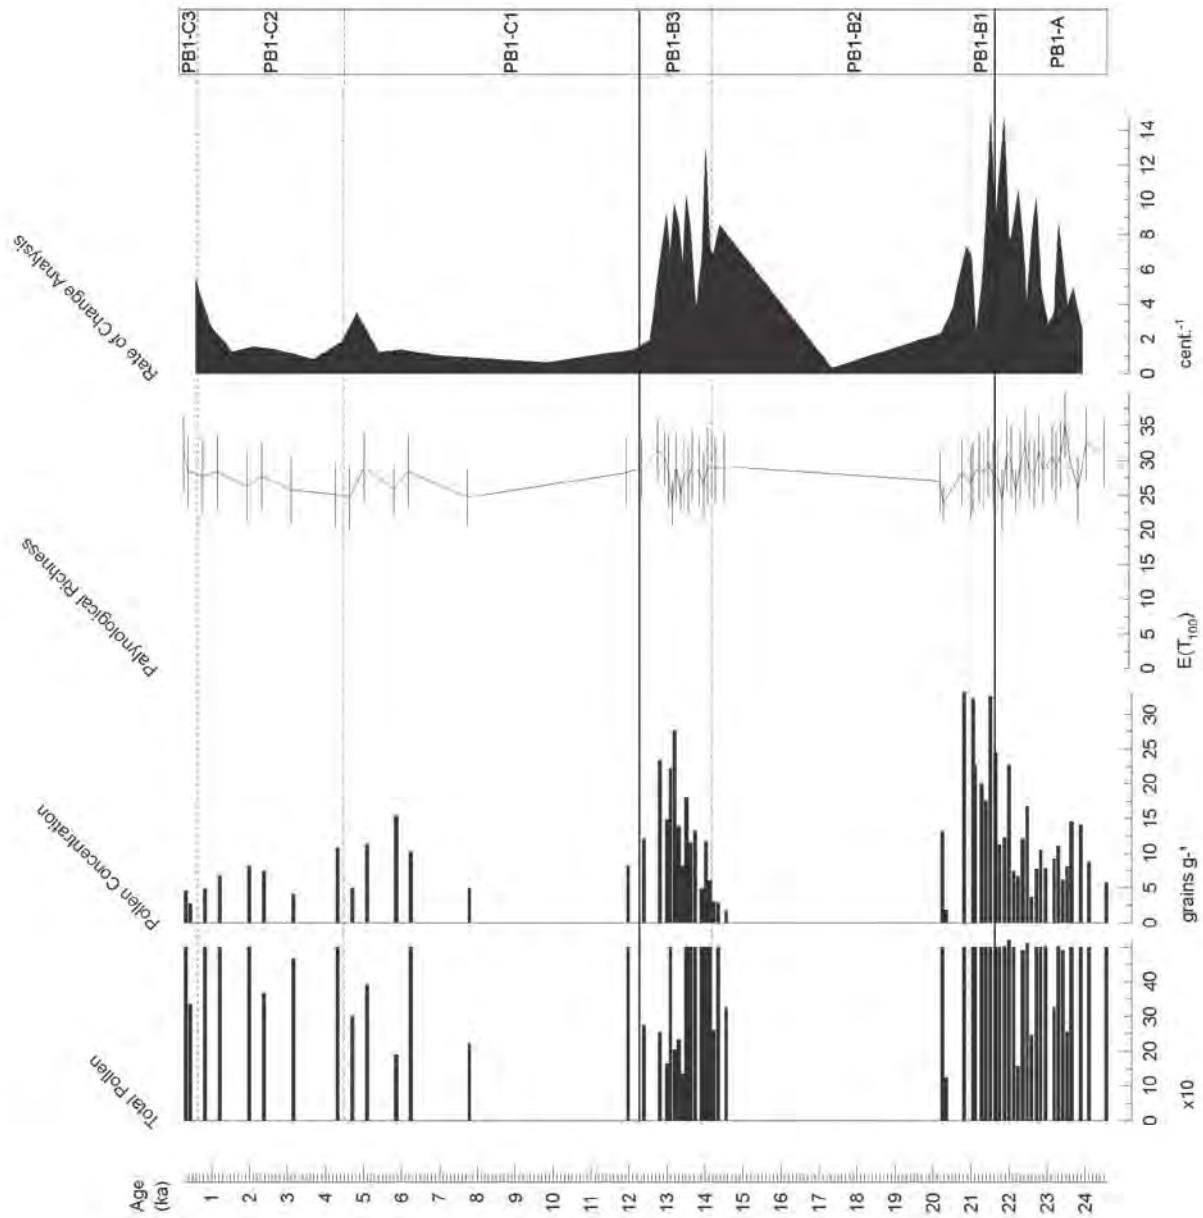 PB1-C3
PB1-C2
PB1-C1
PB1-B3
PB1-B2
PB1-B1
PB1-A
Rate of Change Analysis
0 2 4 6 8 10 12 14
cent.-1
Palynological Richness
0 5 10 15 20 25 30 35
E(T100)
Pollen Concentration
0 5 10 15 20 25 30
grains g-1
Total Pollen
0 10 20 30 40
x10
Age
(ka)
1 2 3 4 5 6 7 8 9 10 11 12 13 14 15 16 17 18 19 20 21 22 23 24